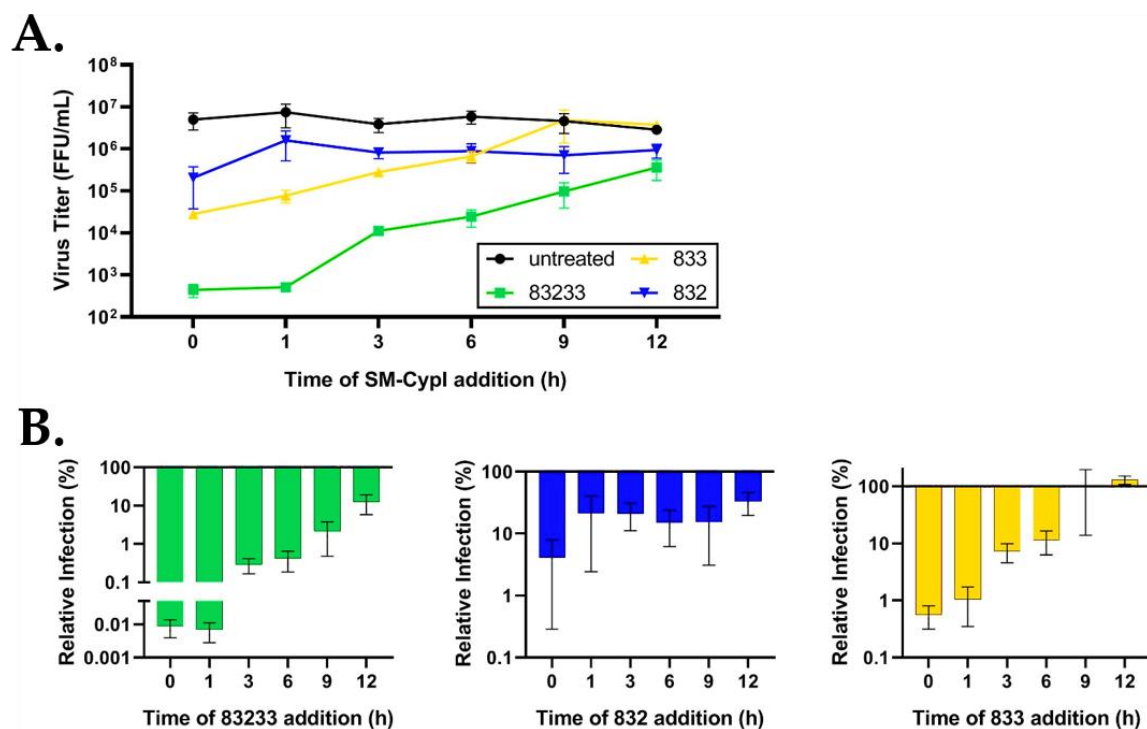 A.
Virus Titer (FFU/mL)
10⁸
10⁷
10⁶
10⁵
10⁴
10³
10²
untreated 833
83233 832
0 1 3 6 9 12
Time of SM-CypI addition (h)
B.
Relative Infection (%)
100
10
1
0.1
0.01
0.001
0 1 3 6 9 12
Time of 83233 addition (h)
Relative Infection (%)
100
10
1
0.1
0 1 3 6 9 12
Time of 832 addition (h)
Relative Infection (%)
100
10
1
0.1
0 1 3 6 9 12
Time of 833 addition (h)